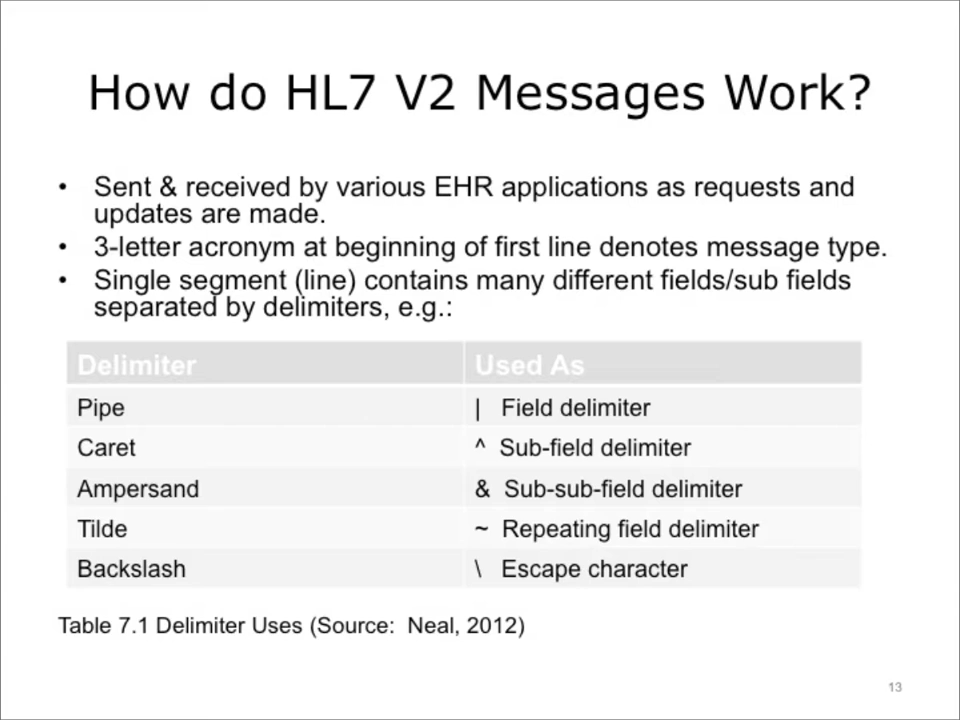 How do HL7 V2 Messages Work?
• Sent & received by various EHR applications as requests and
updates are made.
• 3-letter acronym at beginning of first line denotes message type.
• Single segment (line) contains many different fields/sub fields
separated by delimiters, e.g.:
Delimiter Used As
Pipe | Field delimiter
Caret ^ Sub-field delimiter
Ampersand & Sub-sub-field delimiter
Tilde ~ Repeating field delimiter
Backslash \ Escape character
Table 7.1 Delimiter Uses (Source: Neal, 2012)
13